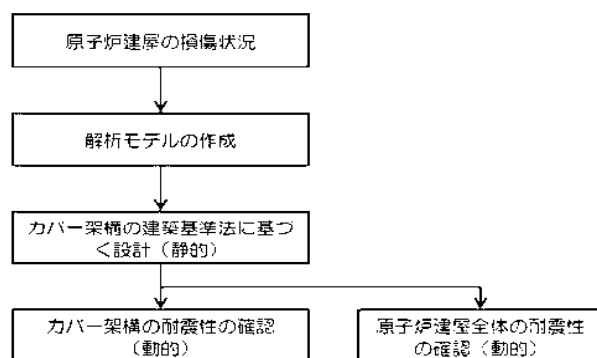 原子炉建屋の損傷状況
解析モデルの作成
カバー架構の建築基準法に基づ
く設計（静的）
カバー架構の耐震性の確認
（動的）
原子炉建屋全体の耐震性
の確認（動的）